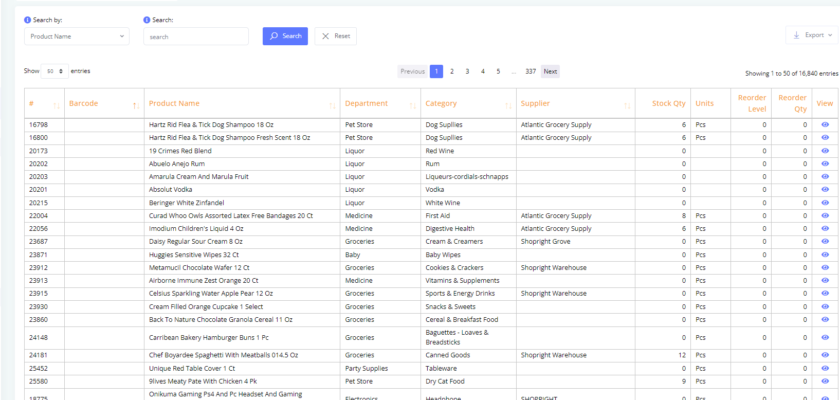 Search by: Search:
Product Name search Search Reset Export
Show 50 entries Previous 1 2 3 4 5 ... 337 Next Showing 1 to 50 of 16,840 entries
# Barcode Product Name Department Category Supplier Stock Qty Units Reorder Level Reorder Qty View
16798 Hartz Rid Flea & Tick Dog Shampoo 18 Oz Pet Store Dog Supllies Atlantic Grocery Supply 6 Pcs 0 0
16800 Hartz Rid Flea & Tick Dog Shampoo Fresh Scent 18 Oz Pet Store Dog Supllies Atlantic Grocery Supply 6 Pcs 0 0
20173 19 Crimes Red Blend Liquor Red Wine 0 0 0
20202 Abuelo Anejo Rum Liquor Rum 0 0 0
20203 Amarula Cream And Marula Fruit Liquor Liqueurs-cordials-schnapps 0 0 0
20201 Absolut Vodka Liquor Vodka 0 0 0
20215 Beringer White Zinfandel Liquor White Wine 0 0 0
22004 Curad Whoo Owls Assorted Latex Free Bandages 20 Ct Medicine First Aid Atlantic Grocery Supply 8 Pcs 0 0
22056 Imodium Children's Liquid 4 Oz Medicine Digestive Health Atlantic Grocery Supply 6 Pcs 0 0
23687 Daisy Regular Sour Cream 8 Oz Groceries Cream & Creamers Shopright Grove 0 Pcs 0 0
23871 Huggies Sensitive Wipes 32 Ct Baby Baby Wipes 0 Pcs 0 0
23912 Metamucil Chocolate Wafer 12 Ct Groceries Cookies & Crackers Shopright Warehouse 0 Pcs 0 0
23913 Airborne Immune Zest Orange 20 Ct Medicine Vitamins & Supplements 0 Pcs 0 0
23915 Celsius Sparkling Water Apple Pear 12 Oz Groceries Sports & Energy Drinks Shopright Warehouse 0 Pcs 0 0
23930 Cream Filled Orange Cupcake 1 Select Groceries Snacks & Sweets 0 Pcs 0 0
23860 Back To Nature Chocolate Granola Cereal 11 Oz Groceries Cereal & Breakfast Food 0 Pcs 0 0
24148 Carribean Bakery Hamburger Buns 1 Pc Groceries Baguettes - Loaves & Breadsticks 0 Pcs 0 0
24181 Chef Boyardee Spaghetti With Meatballs 014.5 Oz Groceries Canned Goods Shopright Warehouse 12 Pcs 0 0
25452 Unique Red Table Cover 1 Ct Party Supplies Tableware 0 Pcs 0 0
25580 9lives Meaty Pate With Chicken 4 Pk Pet Store Dry Cat Food 9 Pcs 0 0
18775 Onikuma Gaming Ps4 And Pc Headset And Gaming Electronics Headphone SHOPRIGHT 0 Pcs 0 0